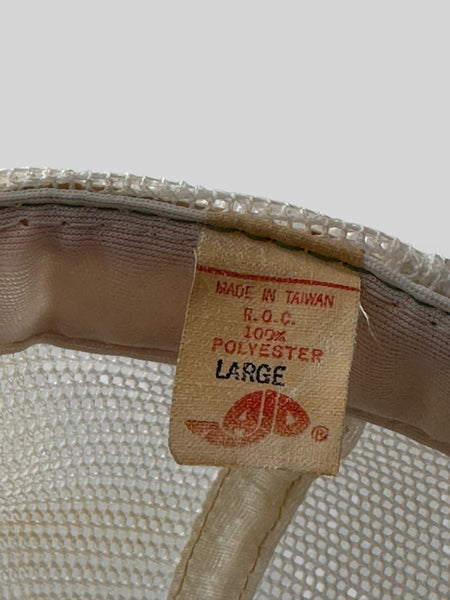 MADE IN TAIWAN
R.O.C.
100%
POLYESTER
LARGE
AJD
®